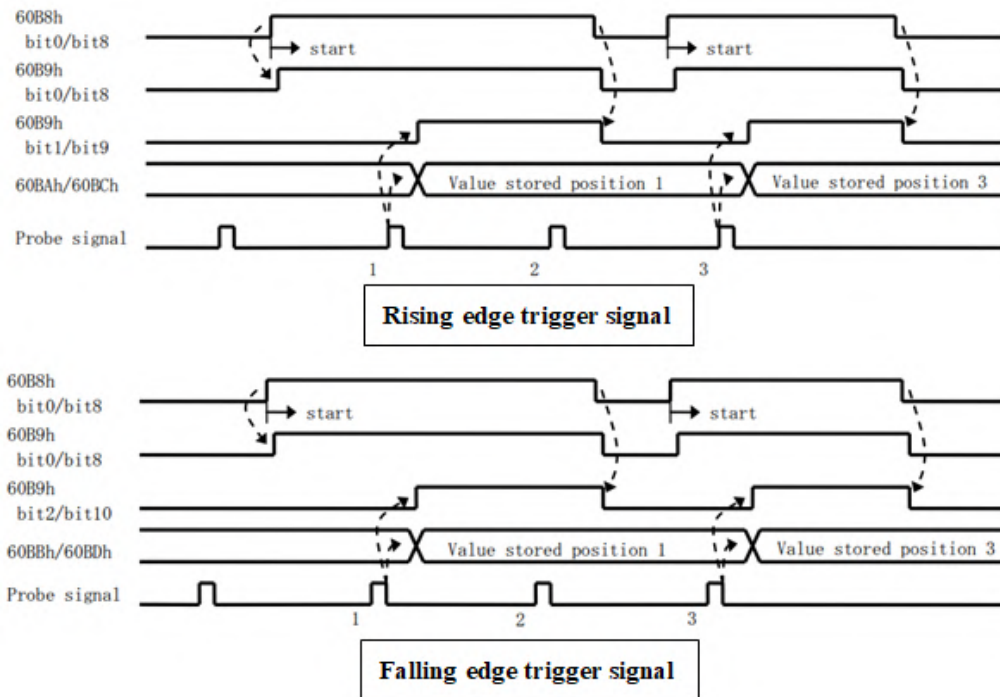 60B8h
bit0/bit8
start
start
60B9h
bit0/bit8
60B9h
bit1/bit9
60BAh/60BCh
Value stored position 1
Value stored position 3
Probe signal
1
2
3
Rising edge trigger signal
60B8h
bit0/bit8
start
start
60B9h
bit0/bit8
60B9h
bit2/bit10
60BBh/60BDh
Value stored position 1
Value stored position 3
Probe signal
1
2
3
Falling edge trigger signal